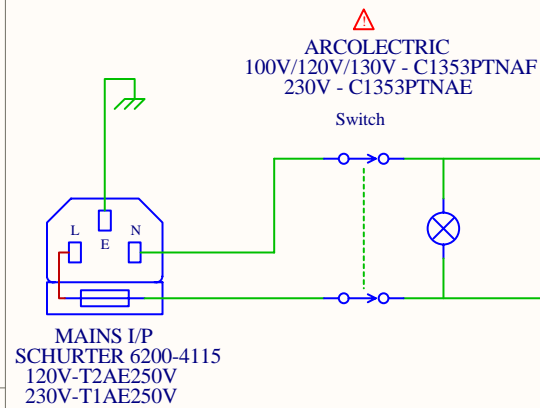 ARCOLECTRIC
100V/120V/130V - C1353PTNAF
230V - C1353PTNAE
Switch
L
E
N
MAINS I/P
SCHURTER 6200-4115
120V-T2AE250V
230V-T1AE250V